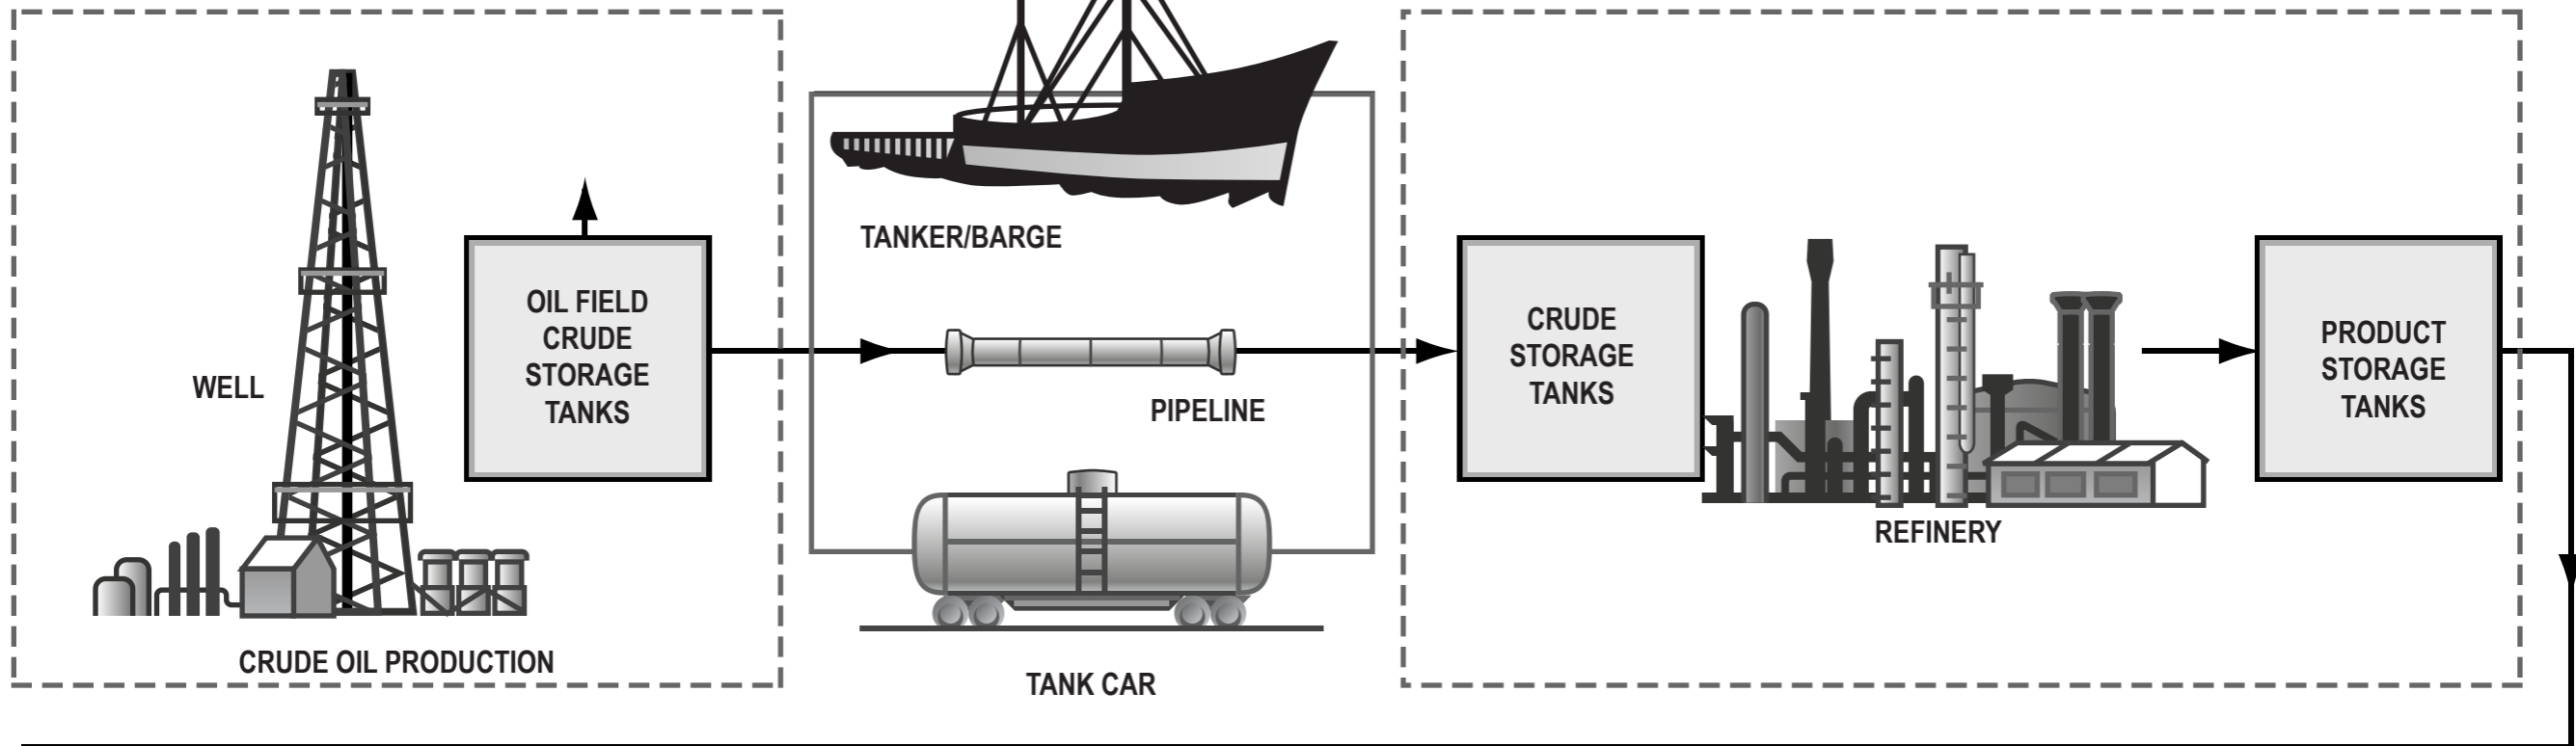 WELL
OIL FIELD
CRUDE
STORAGE
TANKS
CRUDE OIL PRODUCTION
TANKER/BARGE
PIPELINE
TANK CAR
CRUDE
STORAGE
TANKS
REFINERY
PRODUCT
STORAGE
TANKS